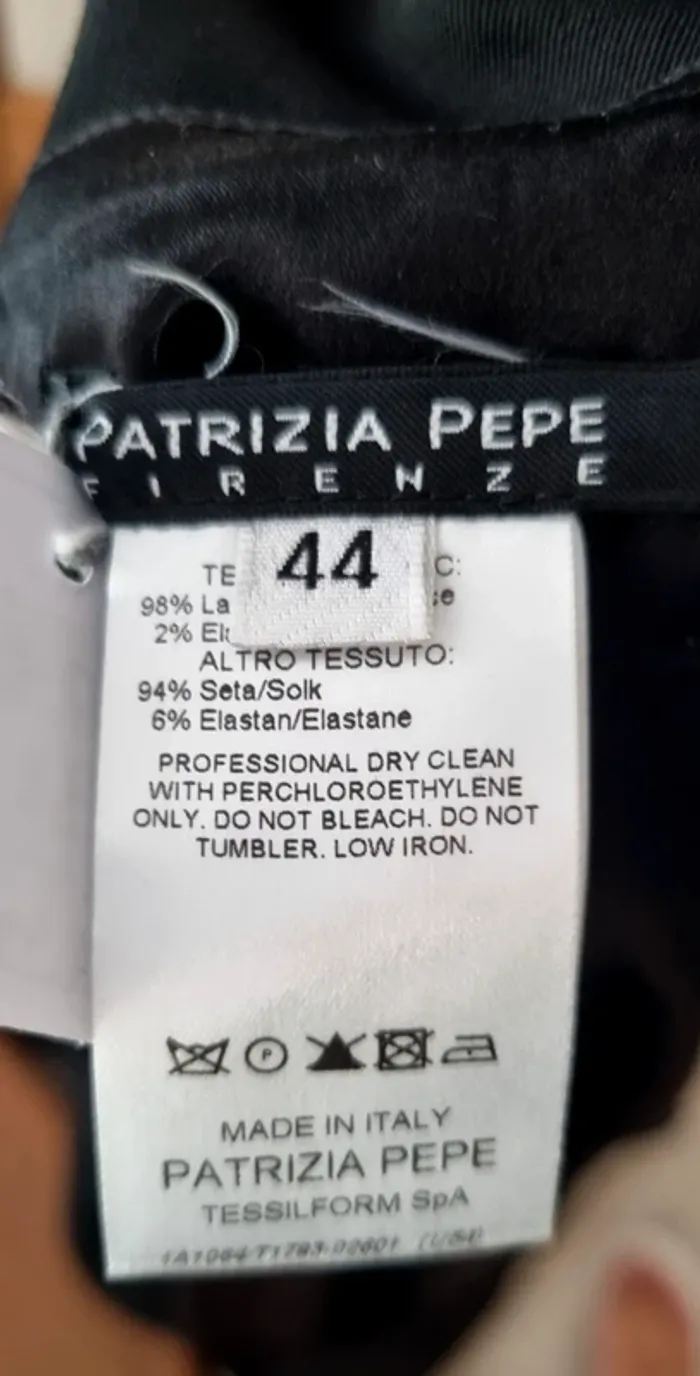 PATRIZIA PEPE
FIRENZE
44
TE C:
98% La
2% El
ALTRO TESSUTO:
94% Seta/Solk
6% Elastan/Elastane
PROFESSIONAL DRY CLEAN
WITH PERCHLOROETHYLENE
ONLY. DO NOT BLEACH. DO NOT
TUMBLER. LOW IRON.
P
MADE IN ITALY
PATRIZIA PEPE
TESSILFORM SpA